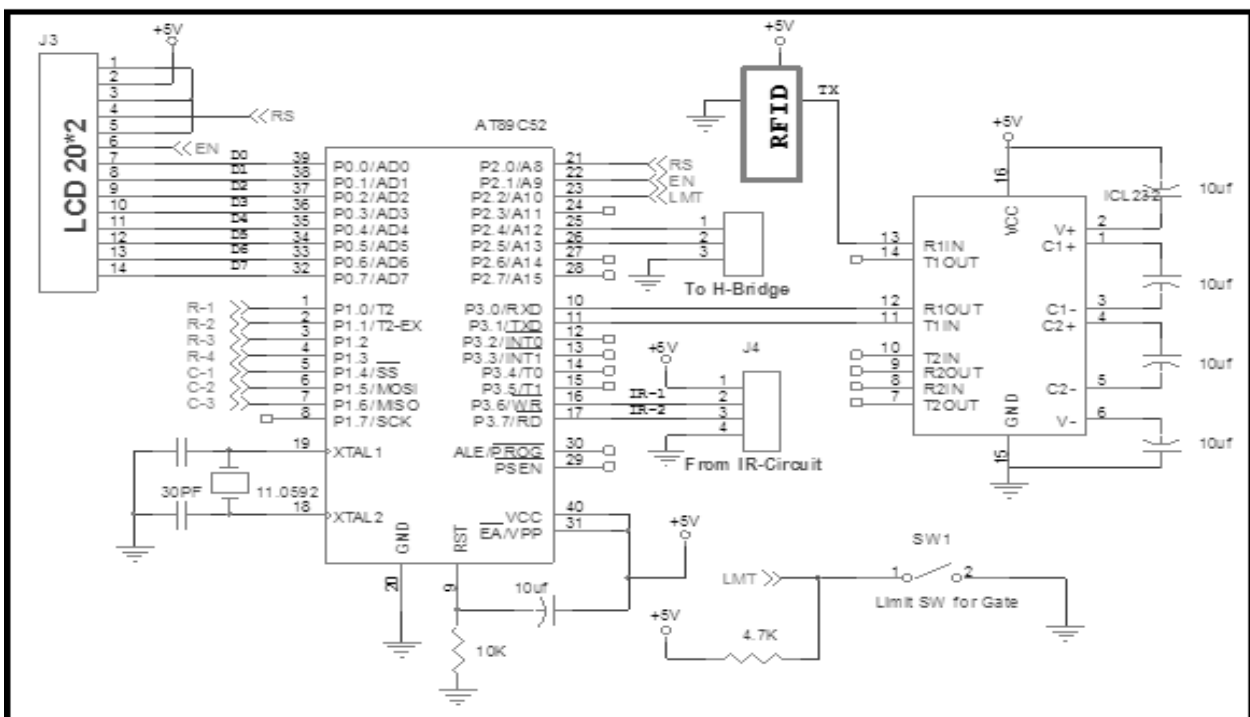 J3
+5V
LCD 20*2
1
2
3
4
5
6
7
8
9
10
11
12
13
14
RS
EN
D0
D1
D2
D3
D4
D5
D6
D7
AT89C52
39 P0.0/AD0
38 P0.1/AD1
37 P0.2/AD2
36 P0.3/AD3
35 P0.4/AD4
34 P0.5/AD5
33 P0.6/AD6
32 P0.7/AD7
R-1 1 P1.0/T2
R-2 2 P1.1/T2-EX
R-3 3 P1.2
R-4 4 P1.3
C-1 5 P1.4/SS
C-2 6 P1.5/MOSI
C-3 7 P1.6/MISO
8 P1.7/SCK
19 XTAL1
18 XTAL2
30PF
11.0592
GND
20
RST
9
P2.0/A8 21 RS
P2.1/A9 22 EN
P2.2/A10 23 LMT
P2.3/A11 24
P2.4/A12 25
P2.5/A13 26
P2.6/A14 27
P2.7/A15 28
P3.0/RXD 10
P3.1/TXD 11
P3.2/INT0 12
P3.3/INT1 13
P3.4/T0 14
P3.5/T1 15
P3.6/WR 16
P3.7/RD 17
ALE/PROG 30
PSEN 29
VCC 40
EA/VPP 31
10uf
10K
+5V
1
2
3
To H-Bridge
+5V
J4
IR-1
IR-2
1
2
3
4
From IR-Circuit
+5V
RFID
TX
+5V
16
VCC
ICL232
13 R1IN
14 T1OUT
12 R1OUT
11 T1IN
10 T2IN
9 R2OUT
8 R2IN
7 T2OUT
V+ 2
C1+ 1
C1- 3
C2+ 4
C2- 5
V- 6
GND
15
10uf
10uf
10uf
10uf
SW1
LMT
1
2
Limit SW for Gate
+5V
4.7K